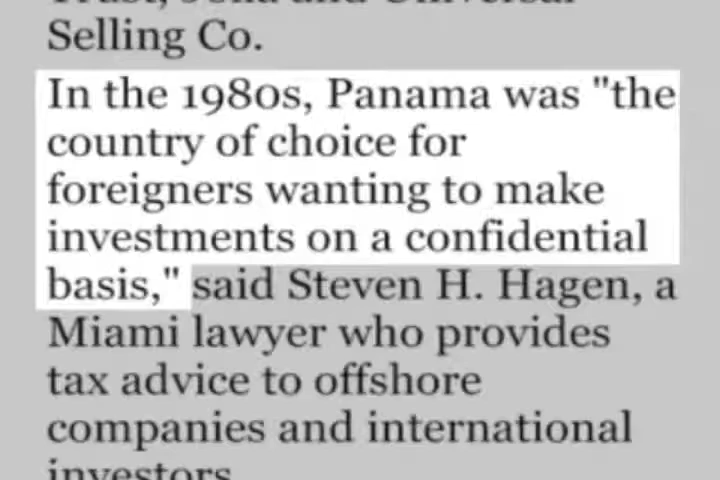 Selling Co.
In the 1980s, Panama was "the
country of choice for
foreigners wanting to make
investments on a confidential
basis," said Steven H. Hagen, a
Miami lawyer who provides
tax advice to offshore
companies and international
investors